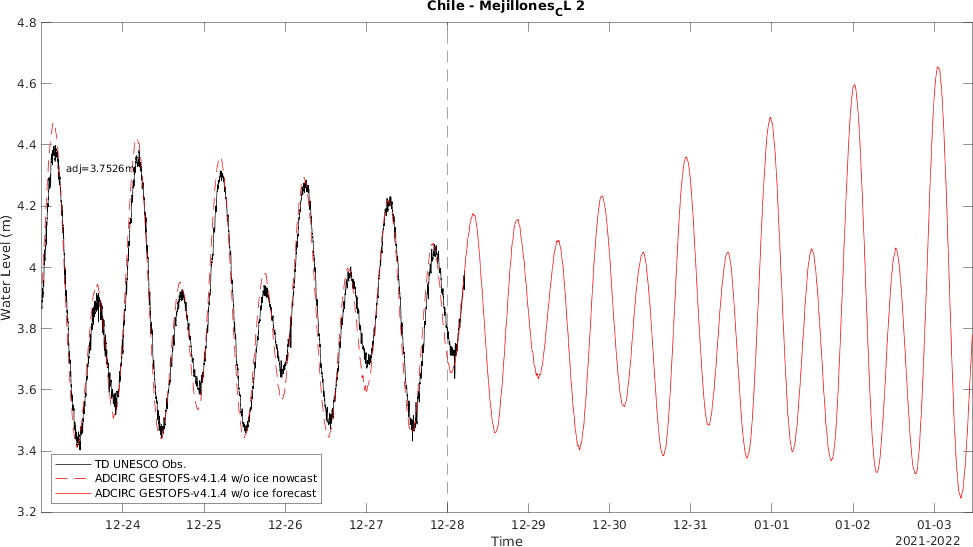 Chile - Mejillones_CL 2
4.8
4.6
4.4
4.2
4
3.8
3.6
3.4
3.2
Water Level (m)
adj=3.7526m
TD UNESCO Obs.
ADCIRC GESTOFS-v4.1.4 w/o ice nowcast
ADCIRC GESTOFS-v4.1.4 w/o ice forecast
12-24 12-25 12-26 12-27 12-28 12-29 12-30 12-31 01-01 01-02 01-03
Time
2021-2022